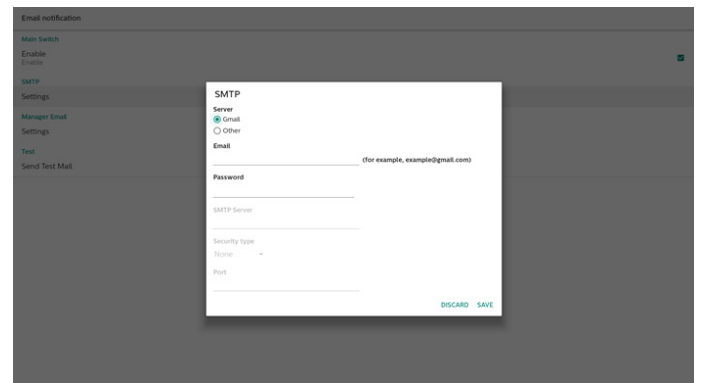 Email notification
Main Switch
Enable
Enable
SMTP
Settings
Manager Email
Settings
Test
Send Test Mail
SMTP
Server
Gmail
Other
Email
(for example, example@gmail.com)
Password
SMTP Server
Security type
None
Port
DISCARD SAVE